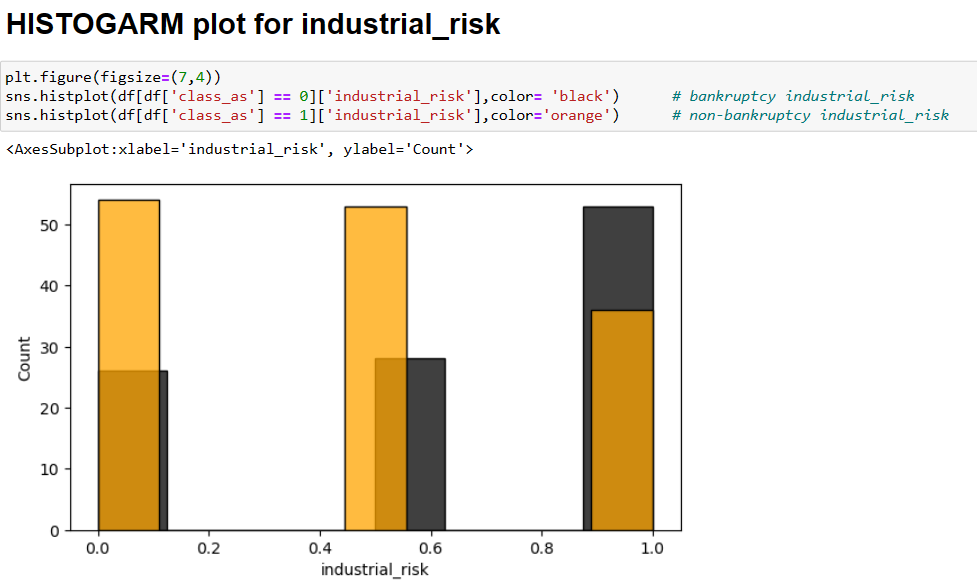 HISTOGARM plot for industrial_risk
plt.figure(figsize=(7,4))
sns.histplot(df[df['class_as'] == 0]['industrial_risk'],color= 'black')      # bankruptcy industrial_risk
sns.histplot(df[df['class_as'] == 1]['industrial_risk'],color='orange')      # non-bankruptcy industrial_risk
<AxesSubplot:xlabel='industrial_risk', ylabel='Count'>
50
40
30
20
10
0
Count
0.0 0.2 0.4 0.6 0.8 1.0
industrial_risk